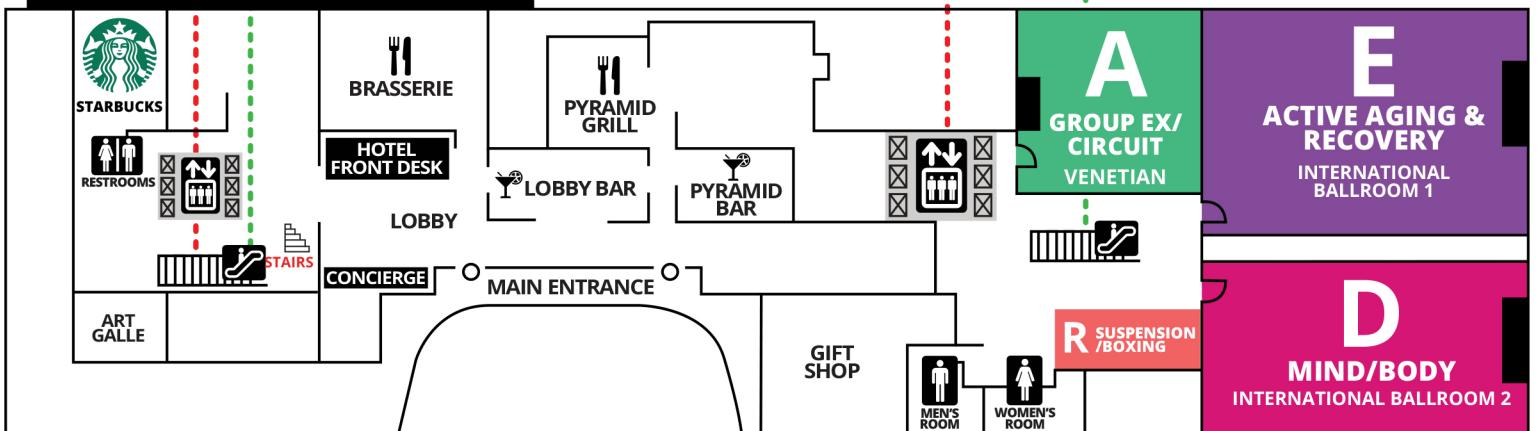 STARBUCKS
RESTROOMS
STAIRS
ART
GALLE
BRASSERIE
HOTEL
FRONT DESK
LOBBY
CONCIERGE
PYRAMID
GRILL
LOBBY BAR
PYRAMID
BAR
MAIN ENTRANCE
GIFT
SHOP
MEN'S
ROOM
WOMEN'S
ROOM
A
GROUP EX/
CIRCUIT
VENETIAN
R SUSPENSION
/BOXING
E
ACTIVE AGING &
RECOVERY
INTERNATIONAL
BALLROOM 1
D
MIND/BODY
INTERNATIONAL BALLROOM 2